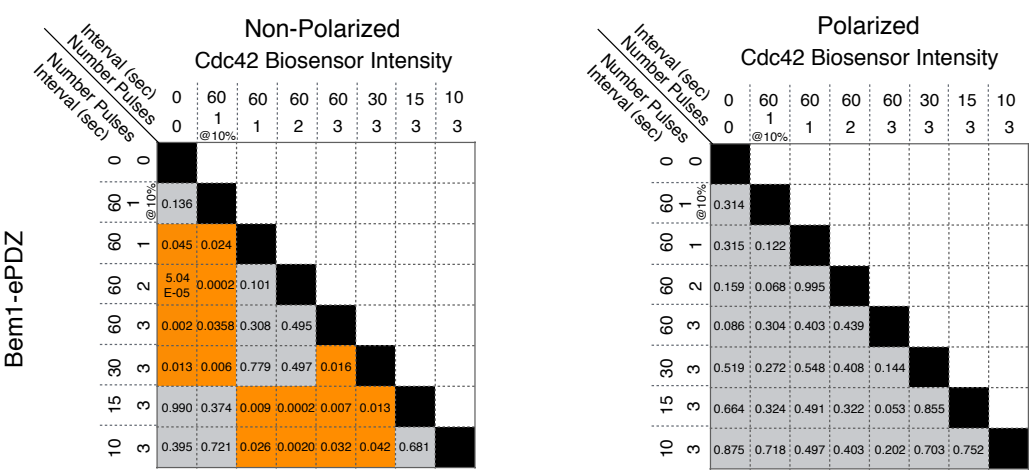 Non-Polarized
Cdc42 Biosensor Intensity
Interval (sec)
Number Pulses
Number Pulses
Interval (sec)
0 60 60 60 60 30 15 10
0 1 1 2 3 3 3 3
@10%
Bem1-ePDZ
0 0
60 1 @10% 0.136
60 1 0.045 0.024
60 2 5.04 E-05 0.0002 0.101
60 3 0.002 0.0358 0.308 0.495
30 3 0.013 0.006 0.779 0.497 0.016
15 3 0.990 0.374 0.009 0.0002 0.007 0.013
10 3 0.395 0.721 0.026 0.0020 0.032 0.042 0.681
Polarized
Cdc42 Biosensor Intensity
Interval (sec)
Number Pulses
Number Pulses
Interval (sec)
0 60 60 60 60 30 15 10
0 1 1 2 3 3 3 3
@10%
0 0
60 1 @10% 0.314
60 1 0.315 0.122
60 2 0.159 0.068 0.995
60 3 0.086 0.304 0.403 0.439
30 3 0.519 0.272 0.548 0.408 0.144
15 3 0.664 0.324 0.491 0.322 0.053 0.855
10 3 0.875 0.718 0.497 0.403 0.202 0.703 0.752